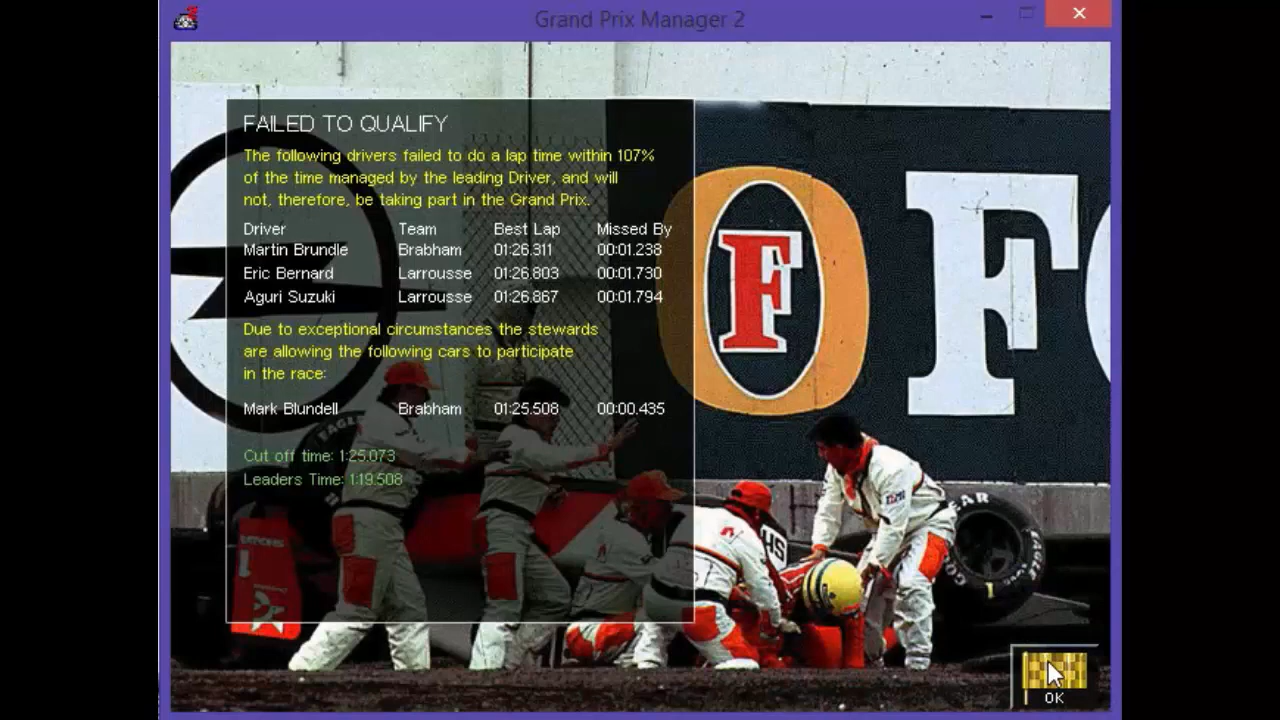 Grand Prix Manager 2
FAILED TO QUALIFY
The following drivers failed to do a lap time within 107%
of the time managed by the leading Driver, and will
not, therefore, be taking part in the Grand Prix.
Driver Team Best Lap Missed By
Martin Brundle Brabham 01:26.311 00:01.238
Eric Bernard Larrousse 01:26.803 00:01.730
Aguri Suzuki Larrousse 01:26.867 00:01.794
Due to exceptional circumstances the stewards
are allowing the following cars to participate
in the race:
Mark Blundell Brabham 01:25.508 00:00.435
Cut off time: 1:25.073
Leaders Time: 1:19.508
F
OF
EAGLE
HS
EAGLE
1
OK